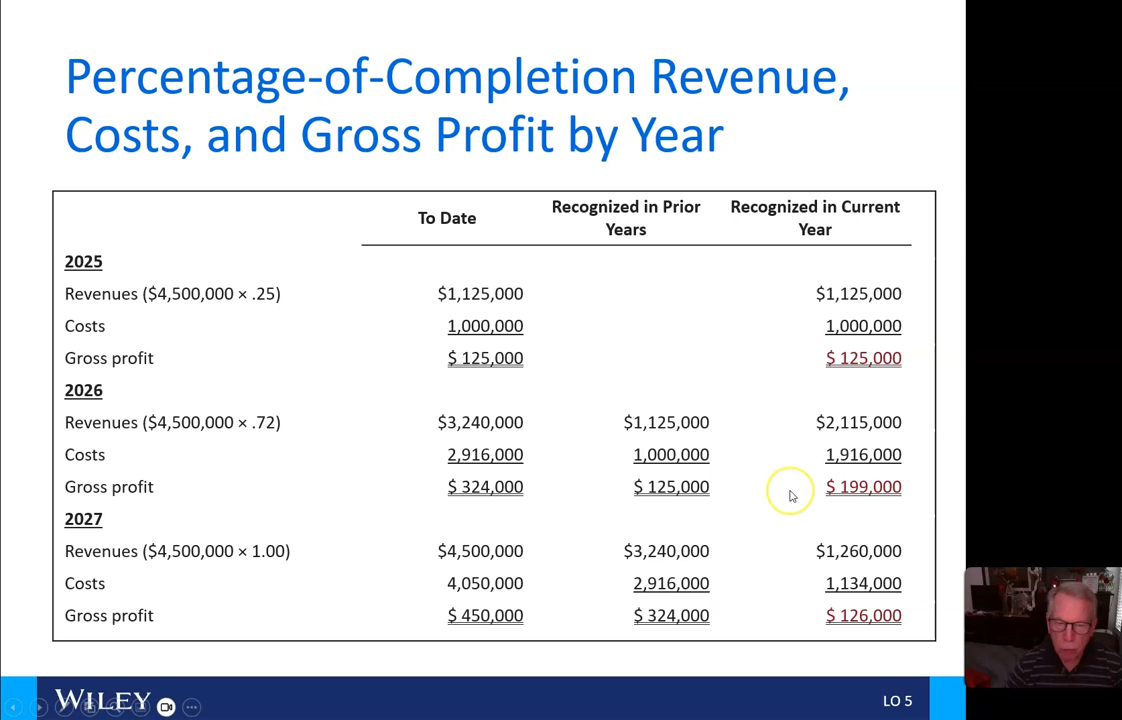 Percentage-of-Completion Revenue,
Costs, and Gross Profit by Year
To Date
Recognized in Prior
Years
Recognized in Current
Year
2025
Revenues ($4,500,000 × .25) $1,125,000 $1,125,000
Costs 1,000,000 1,000,000
Gross profit $ 125,000 $ 125,000
2026
Revenues ($4,500,000 × .72) $3,240,000 $1,125,000 $2,115,000
Costs 2,916,000 1,000,000 1,916,000
Gross profit $ 324,000 $ 125,000 $ 199,000
2027
Revenues ($4,500,000 × 1.00) $4,500,000 $3,240,000 $1,260,000
Costs 4,050,000 2,916,000 1,134,000
Gross profit $ 450,000 $ 324,000 $ 126,000
WILEY
LO 5